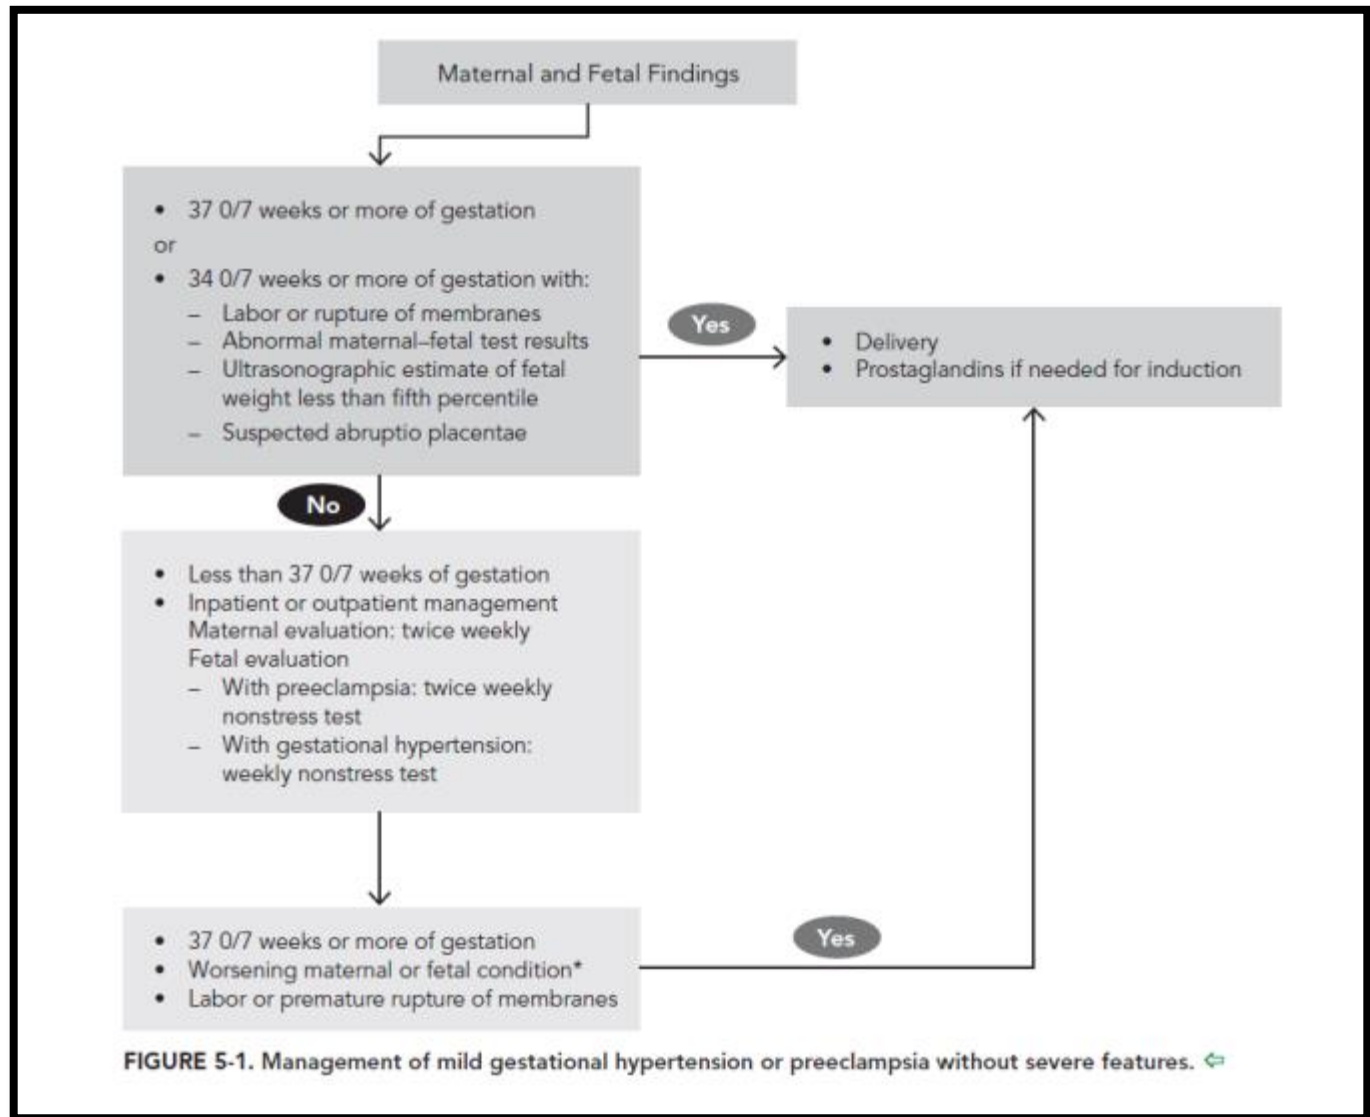 Maternal and Fetal Findings
• 37 0/7 weeks or more of gestation
or
• 34 0/7 weeks or more of gestation with:
– Labor or rupture of membranes
– Abnormal maternal–fetal test results
– Ultrasonographic estimate of fetal
weight less than fifth percentile
– Suspected abruptio placentae
Yes
• Delivery
• Prostaglandins if needed for induction
No
• Less than 37 0/7 weeks of gestation
• Inpatient or outpatient management
Maternal evaluation: twice weekly
Fetal evaluation
– With preeclampsia: twice weekly
nonstress test
– With gestational hypertension:
weekly nonstress test
• 37 0/7 weeks or more of gestation
• Worsening maternal or fetal condition*
• Labor or premature rupture of membranes
Yes
FIGURE 5-1. Management of mild gestational hypertension or preeclampsia without severe features.